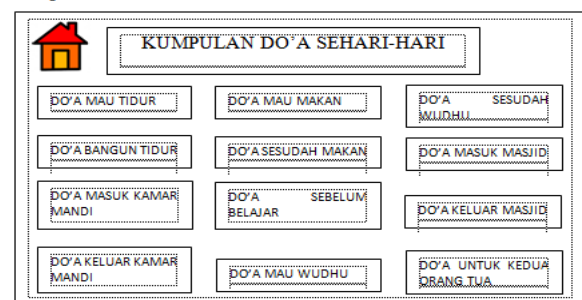 KUMPULAN DO'A SEHARI-HARI
DO'A MAU TIDUR
DO'A MAU MAKAN
DO'A SESUDAH
WUDHU
DO'A BANGUN TIDUR
DO'A SESUDAH MAKAN
DO'A MASUK MASJID
DO'A MASUK KAMAR
MANDI
DO'A SEBELUM
BELAJAR
DO'A KELUAR MASJID
DO'A KELUAR KAMAR
MANDI
DO'A MAU WUDHU
DO'A UNTUK KEDUA
ORANG TUA